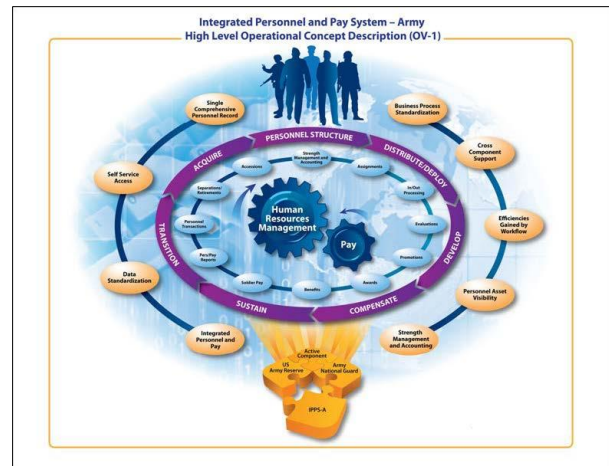 Integrated Personnel and Pay System – Army
High Level Operational Concept Description (OV-1)
Single
Comprehensive
Personnel Record
Self Service
Access
Data
Standardization
Integrated
Personnel and
Pay
Business Process
Standardization
Cross
Component
Support
Efficiencies
Gained by
Workflow
Personnel Asset
Visibility
Strength
Management
and Accounting
PERSONNEL STRUCTURE
DISTRIBUTE/DEPLOY
DEVELOP
COMPENSATE
SUSTAIN
TRANSITION
ACQUIRE
Strength
Management and
Accounting
Assignments
In/Out
Processing
Evaluations
Promotions
Awards
Benefits
Soldier Pay
Pers/Pay
Reports
Personnel
Transactions
Separations/
Retirements
Accessions
Human
Resources
Management
Pay
Active
Component
US
Army Reserve
Army
National Guard
IPPS-A